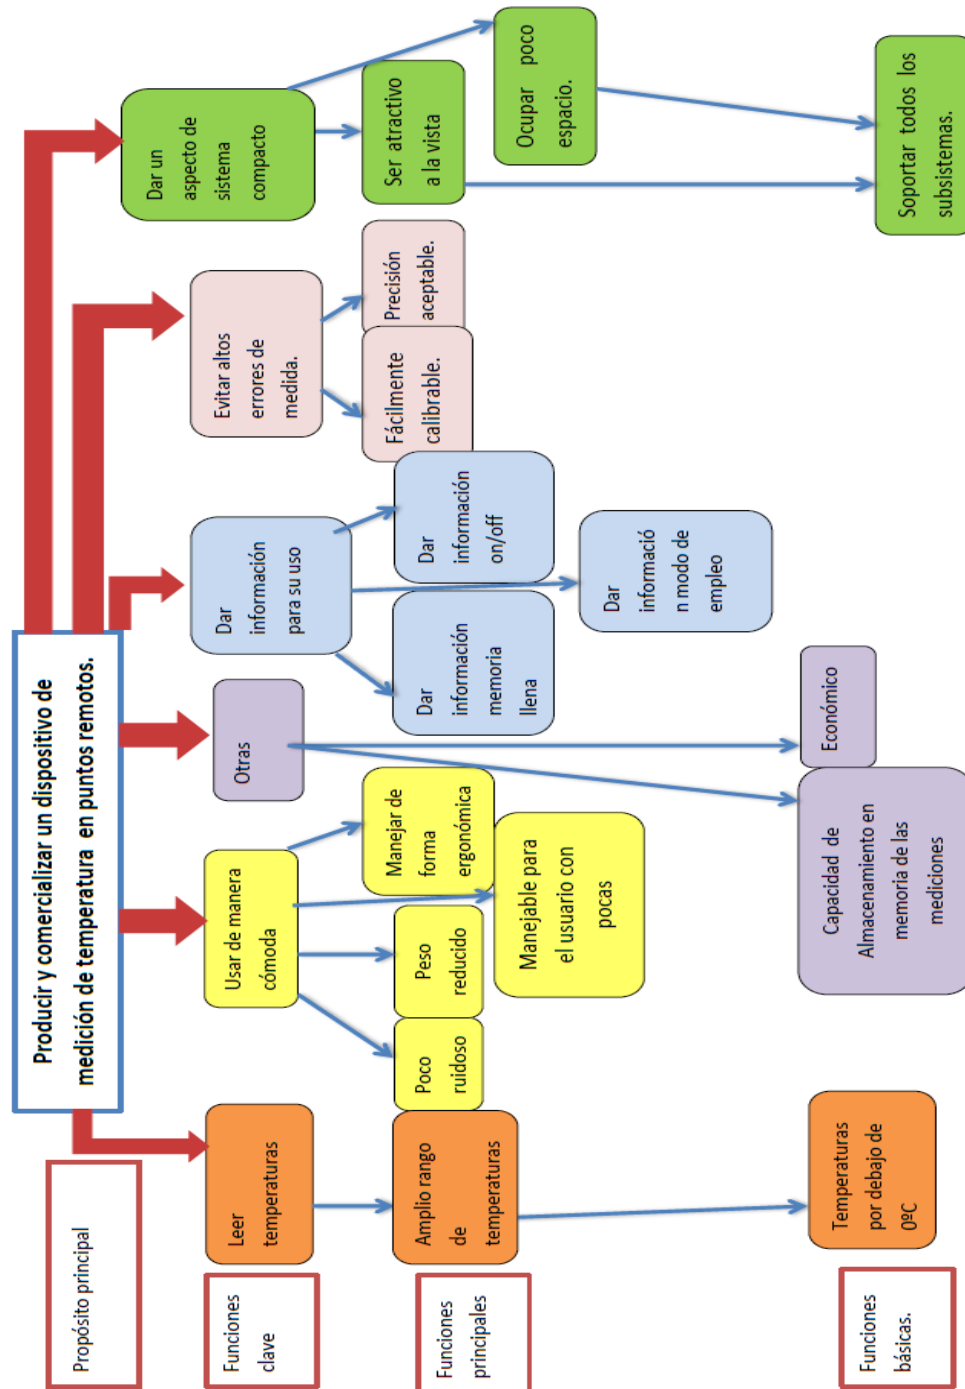 Propósito principal
Producir y comercializar un dispositivo de
medición de temperatura en puntos remotos.
Funciones
clave
Leer
temperaturas
Usar de manera
cómoda
Otras
Dar
información
para su uso
Evitar altos
errores de
medida.
Dar un
aspecto de
sistema
compacto
Funciones
principales
Amplio rango
de
temperaturas
Poco
ruidoso
Peso
reducido
Manejar de
forma
ergonómica
Manejable para
el usuario con
pocas
Dar
información
memoria
llena
Dar
información
on/off
Dar
informació
n modo de
empleo
Fácilmente
calibrable.
Precisión
aceptable.
Ser atractivo
a la vista
Ocupar poco
espacio.
Funciones
básicas.
Temperaturas
por debajo de
0ºC
Capacidad de
Almacenamiento en
memoria de las
mediciones
Económico
Soportar todos los
subsistemas.